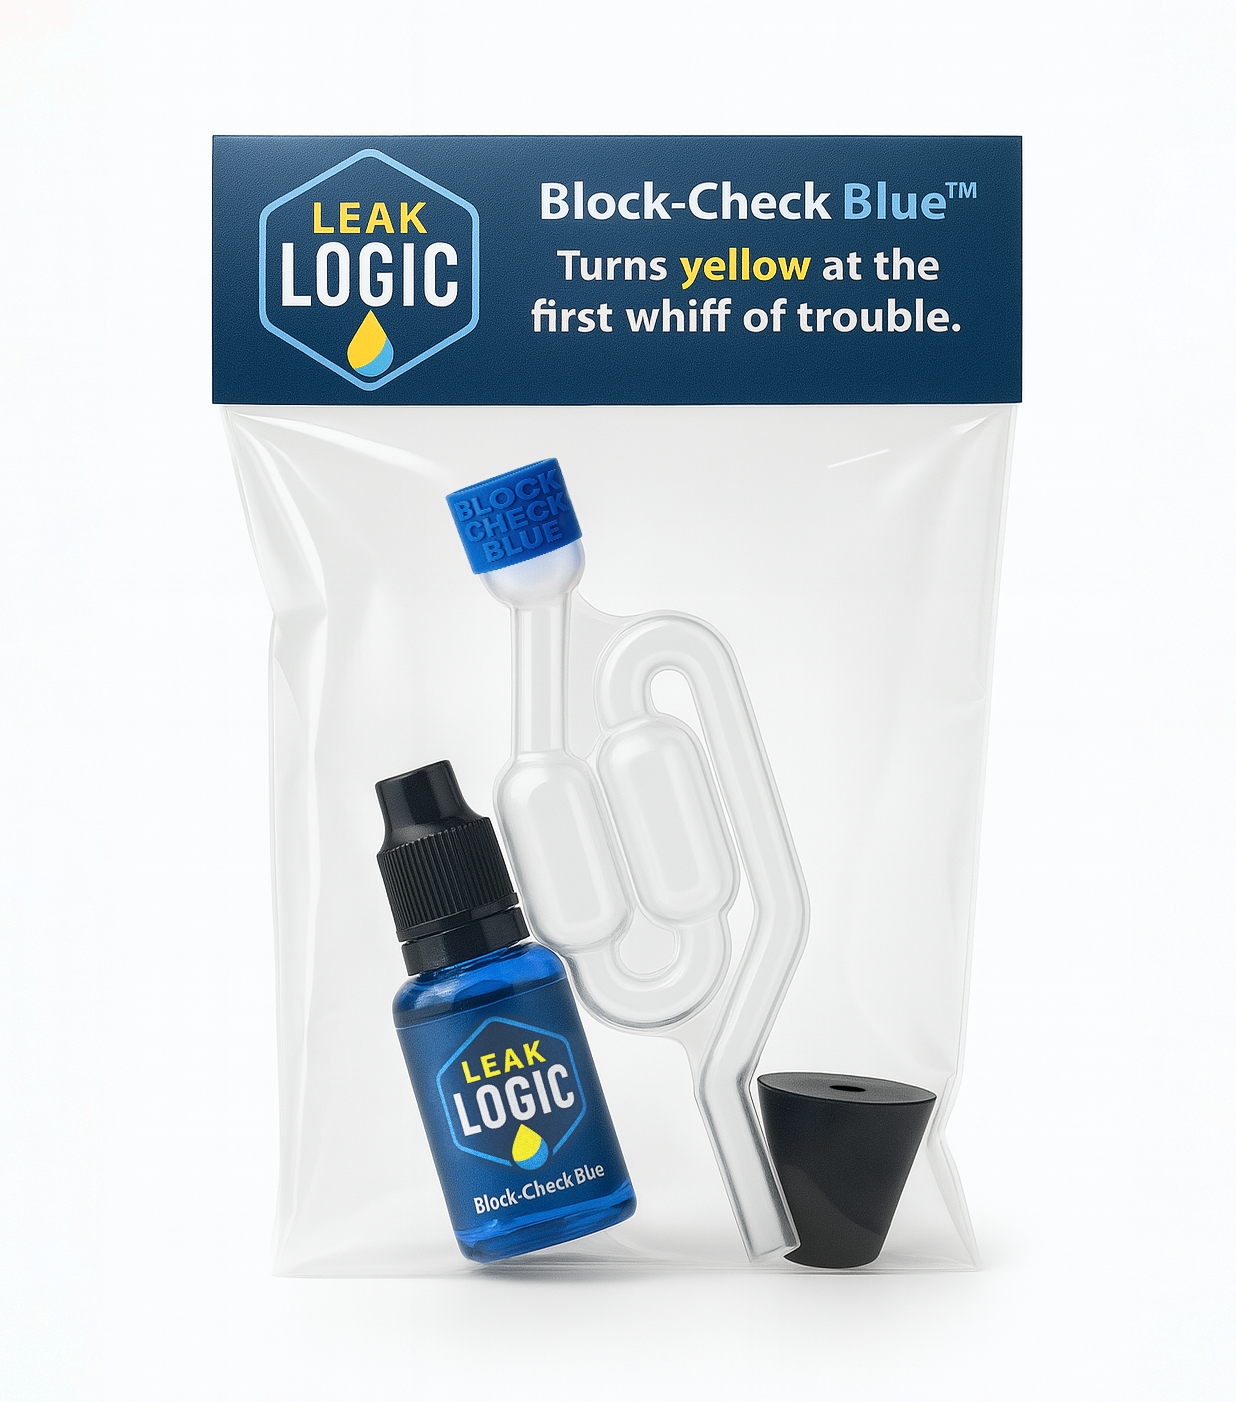 LEAK
LOGIC
Block-Check Blue™
Turns yellow at the
first whiff of trouble.
BLOCK
CHECK
BLUE
LEAK
LOGIC
Block-Check Blue